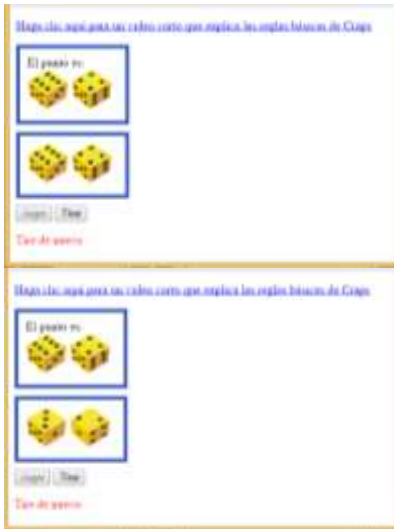 Haga clic aquí para un video corto que explica las reglas básicas de Craps
El punto es:
Jugar Tirar
Tire de nuevo
Haga clic aquí para un video corto que explica las reglas básicas de Craps
El punto es:
Jugar Tirar
Tire de nuevo